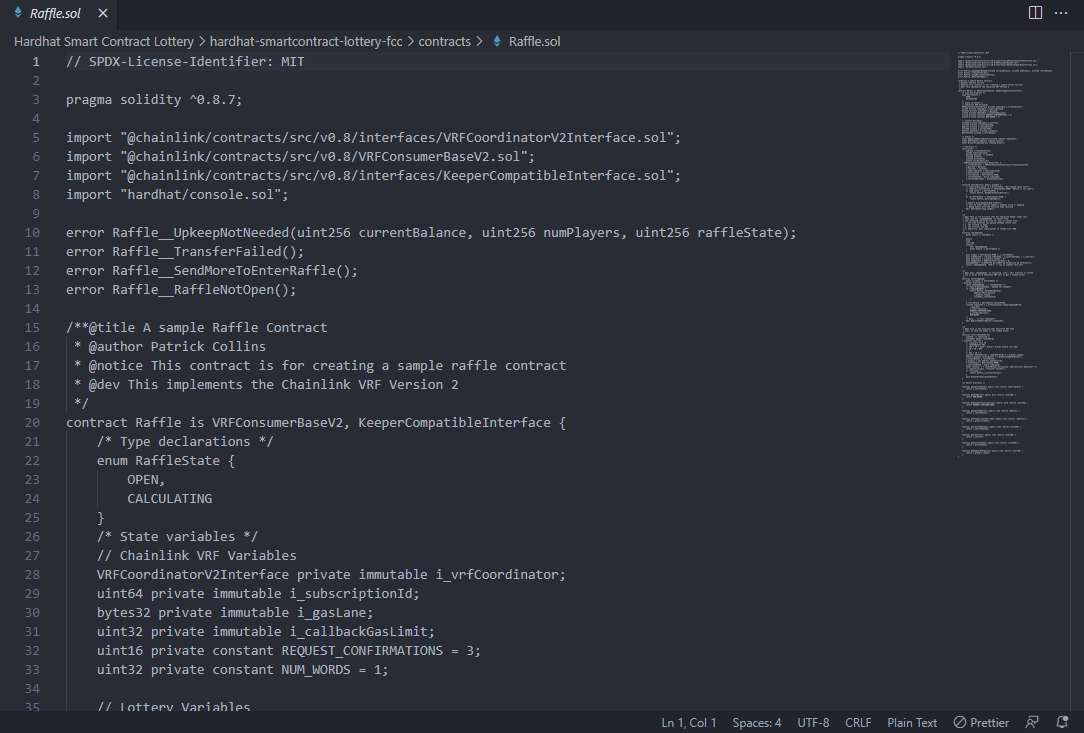 Raffle.sol
Hardhat Smart Contract Lottery > hardhat-smartcontract-lottery-fcc > contracts > Raffle.sol
1 // SPDX-License-Identifier: MIT
2
3 pragma solidity ^0.8.7;
4
5 import "@chainlink/contracts/src/v0.8/interfaces/VRFCoordinatorV2Interface.sol";
6 import "@chainlink/contracts/src/v0.8/VRFConsumerBaseV2.sol";
7 import "@chainlink/contracts/src/v0.8/interfaces/KeeperCompatibleInterface.sol";
8 import "hardhat/console.sol";
9
10 error Raffle__UpkeepNotNeeded(uint256 currentBalance, uint256 numPlayers, uint256 raffleState);
11 error Raffle__TransferFailed();
12 error Raffle__SendMoreToEnterRaffle();
13 error Raffle__RaffleNotOpen();
14
15 /**@title A sample Raffle Contract
16 * @author Patrick Collins
17 * @notice This contract is for creating a sample raffle contract
18 * @dev This implements the Chainlink VRF Version 2
19 */
20 contract Raffle is VRFConsumerBaseV2, KeeperCompatibleInterface {
21 /* Type declarations */
22 enum RaffleState {
23 OPEN,
24 CALCULATING
25 }
26 /* State variables */
27 // Chainlink VRF Variables
28 VRFCoordinatorV2Interface private immutable i_vrfCoordinator;
29 uint64 private immutable i_subscriptionId;
30 bytes32 private immutable i_gasLane;
31 uint32 private immutable i_callbackGasLimit;
32 uint16 private constant REQUEST_CONFIRMATIONS = 3;
33 uint32 private constant NUM_WORDS = 1;
34
35 // Lottery Variables
Ln 1, Col 1 Spaces: 4 UTF-8 CRLF Plain Text Prettier